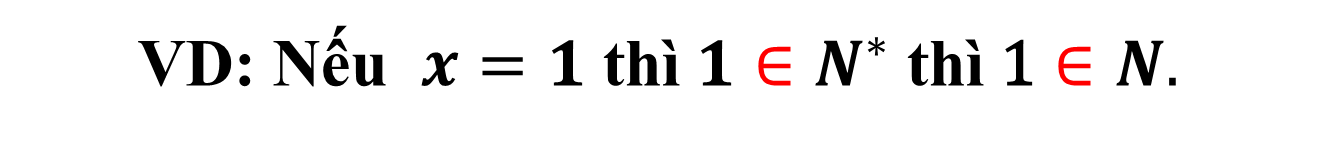 VD: Nếu x = 1 thì 1 ∈ N* thì 1 ∈ N.